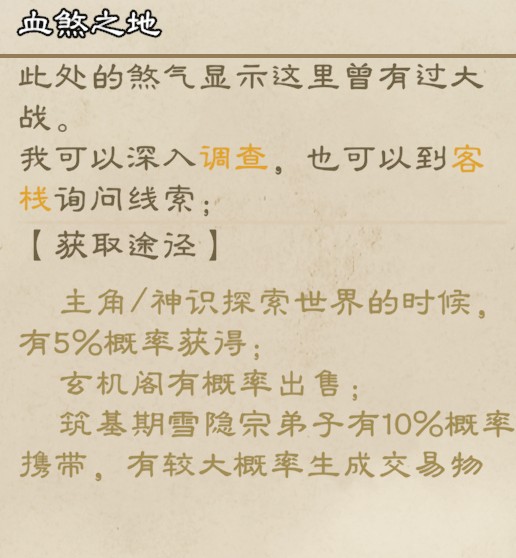 血煞之地
此处的煞气显示这里曾有过大
战。
我可以深入调查，也可以到客
栈询问线索；
【获取途径】
主角/神识探索世界的时候，
有5%概率获得；
玄机阁有概率出售；
筑基期雪隐宗弟子有10%概率
携带，有较大概率生成交易物